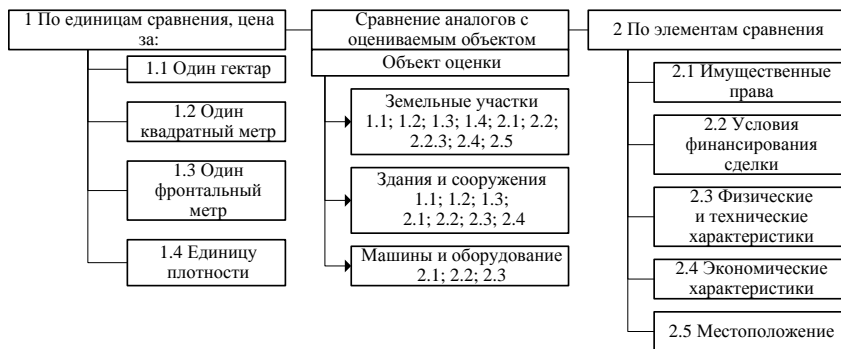 1 По единицам сравнения, цена
за:
1.1 Один гектар
1.2 Один
квадратный метр
1.3 Один
фронтальный
метр
1.4 Единицу
плотности
Сравнение аналогов с
оцениваемым объектом
Объект оценки
Земельные участки
1.1; 1.2; 1.3; 1.4; 2.1; 2.2;
2.2.3; 2.4; 2.5
Здания и сооружения
1.1; 1.2; 1.3;
2.1; 2.2; 2.3; 2.4
Машины и оборудование
2.1; 2.2; 2.3
2 По элементам сравнения
2.1 Имущественные
права
2.2 Условия
финансирования
сделки
2.3 Физические
и технические
характеристики
2.4 Экономические
характеристики
2.5 Местоположение